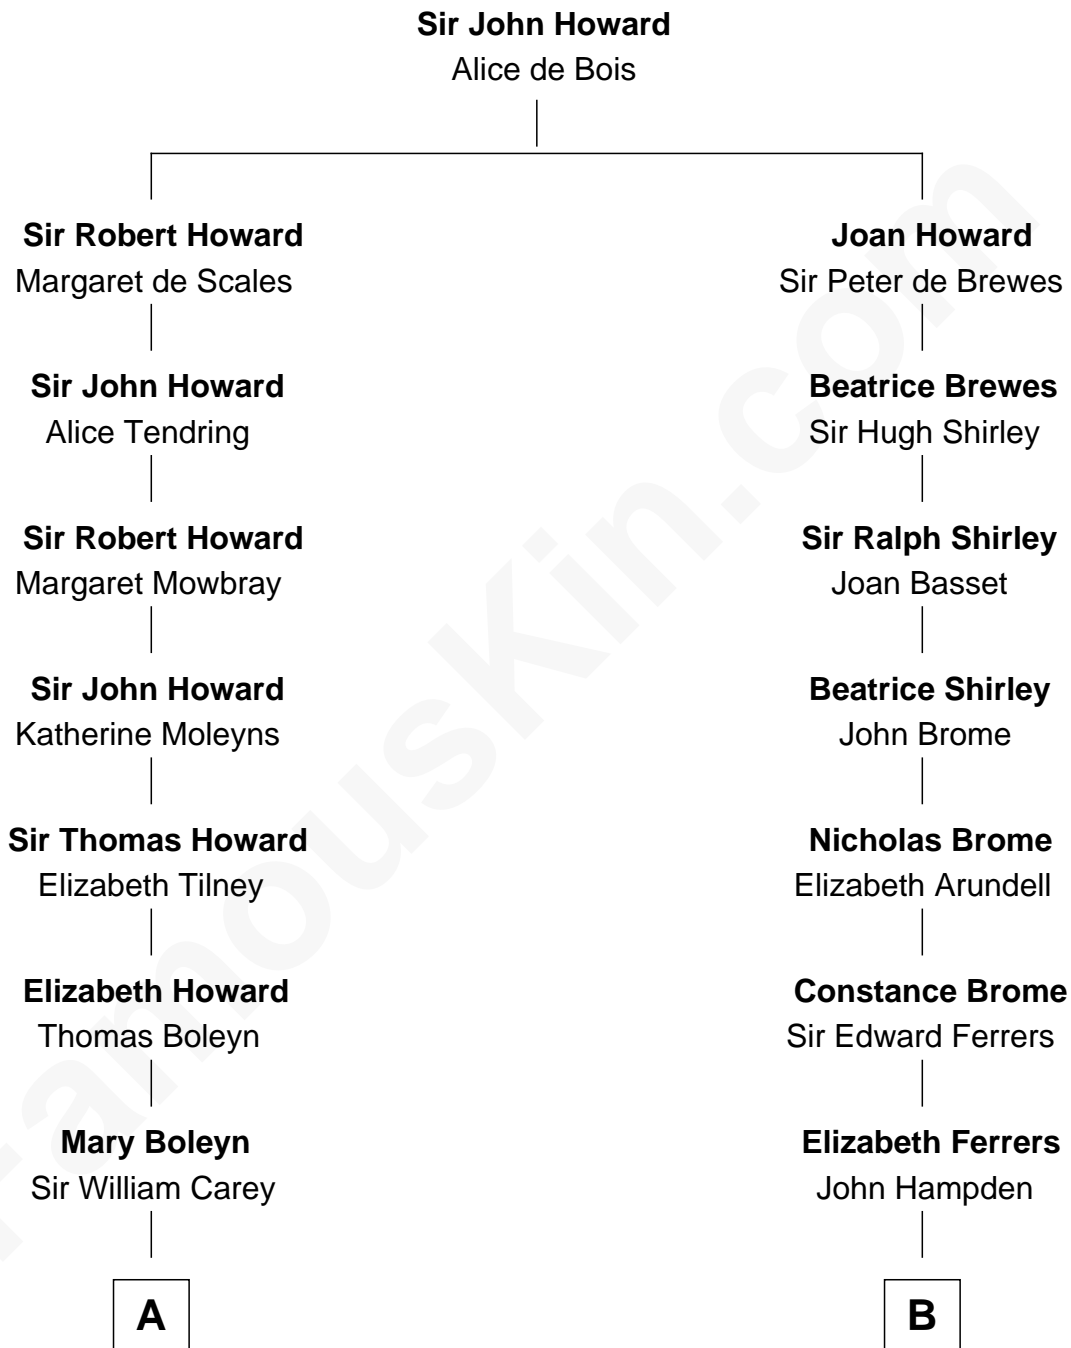 Sir John Howard
Alice de Bois
Sir Robert Howard
Margaret de Scales
Joan Howard
Sir Peter de Brewes
Sir John Howard
Alice Tendring
Beatrice Brewes
Sir Hugh Shirley
Sir Robert Howard
Margaret Mowbray
Sir Ralph Shirley
Joan Basset
Sir John Howard
Katherine Moleyns
Beatrice Shirley
John Brome
Sir Thomas Howard
Elizabeth Tilney
Nicholas Brome
Elizabeth Arundell
Elizabeth Howard
Thomas Boleyn
Constance Brome
Sir Edward Ferrers
Mary Boleyn
Sir William Carey
Elizabeth Ferrers
John Hampden
A
B
FamousKin.com